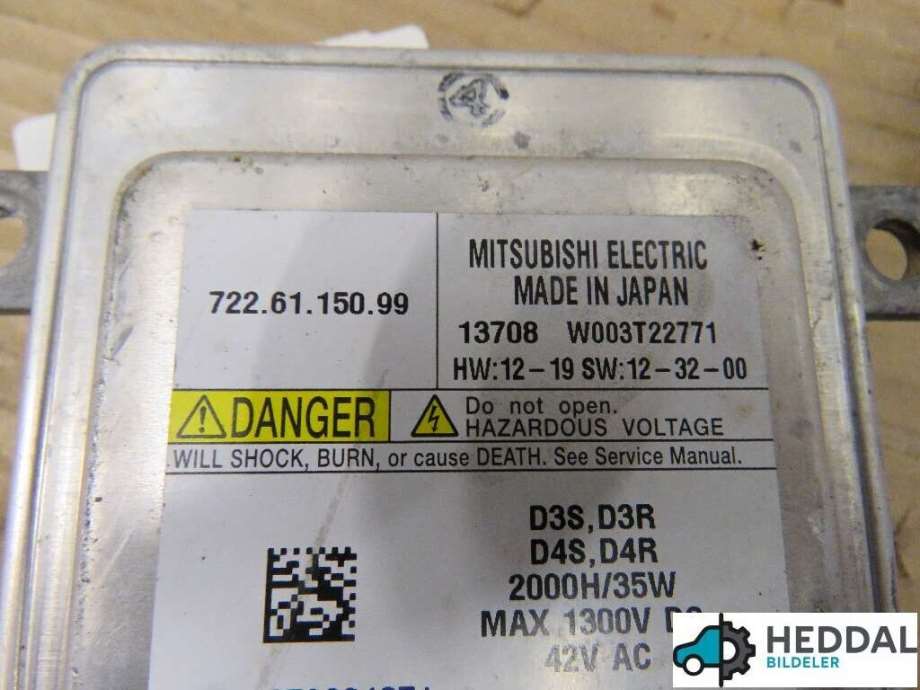 722.61.150.99
MITSUBISHI ELECTRIC
MADE IN JAPAN
13708 W003T22771
HW:12-19 SW:12-32-00
DANGER
Do not open.
HAZARDOUS VOLTAGE
WILL SHOCK, BURN, or cause DEATH. See Service Manual.
D3S,D3R
D4S,D4R
2000H/35W
MAX 1300V
42V AC
HEDDAL
BILDELER